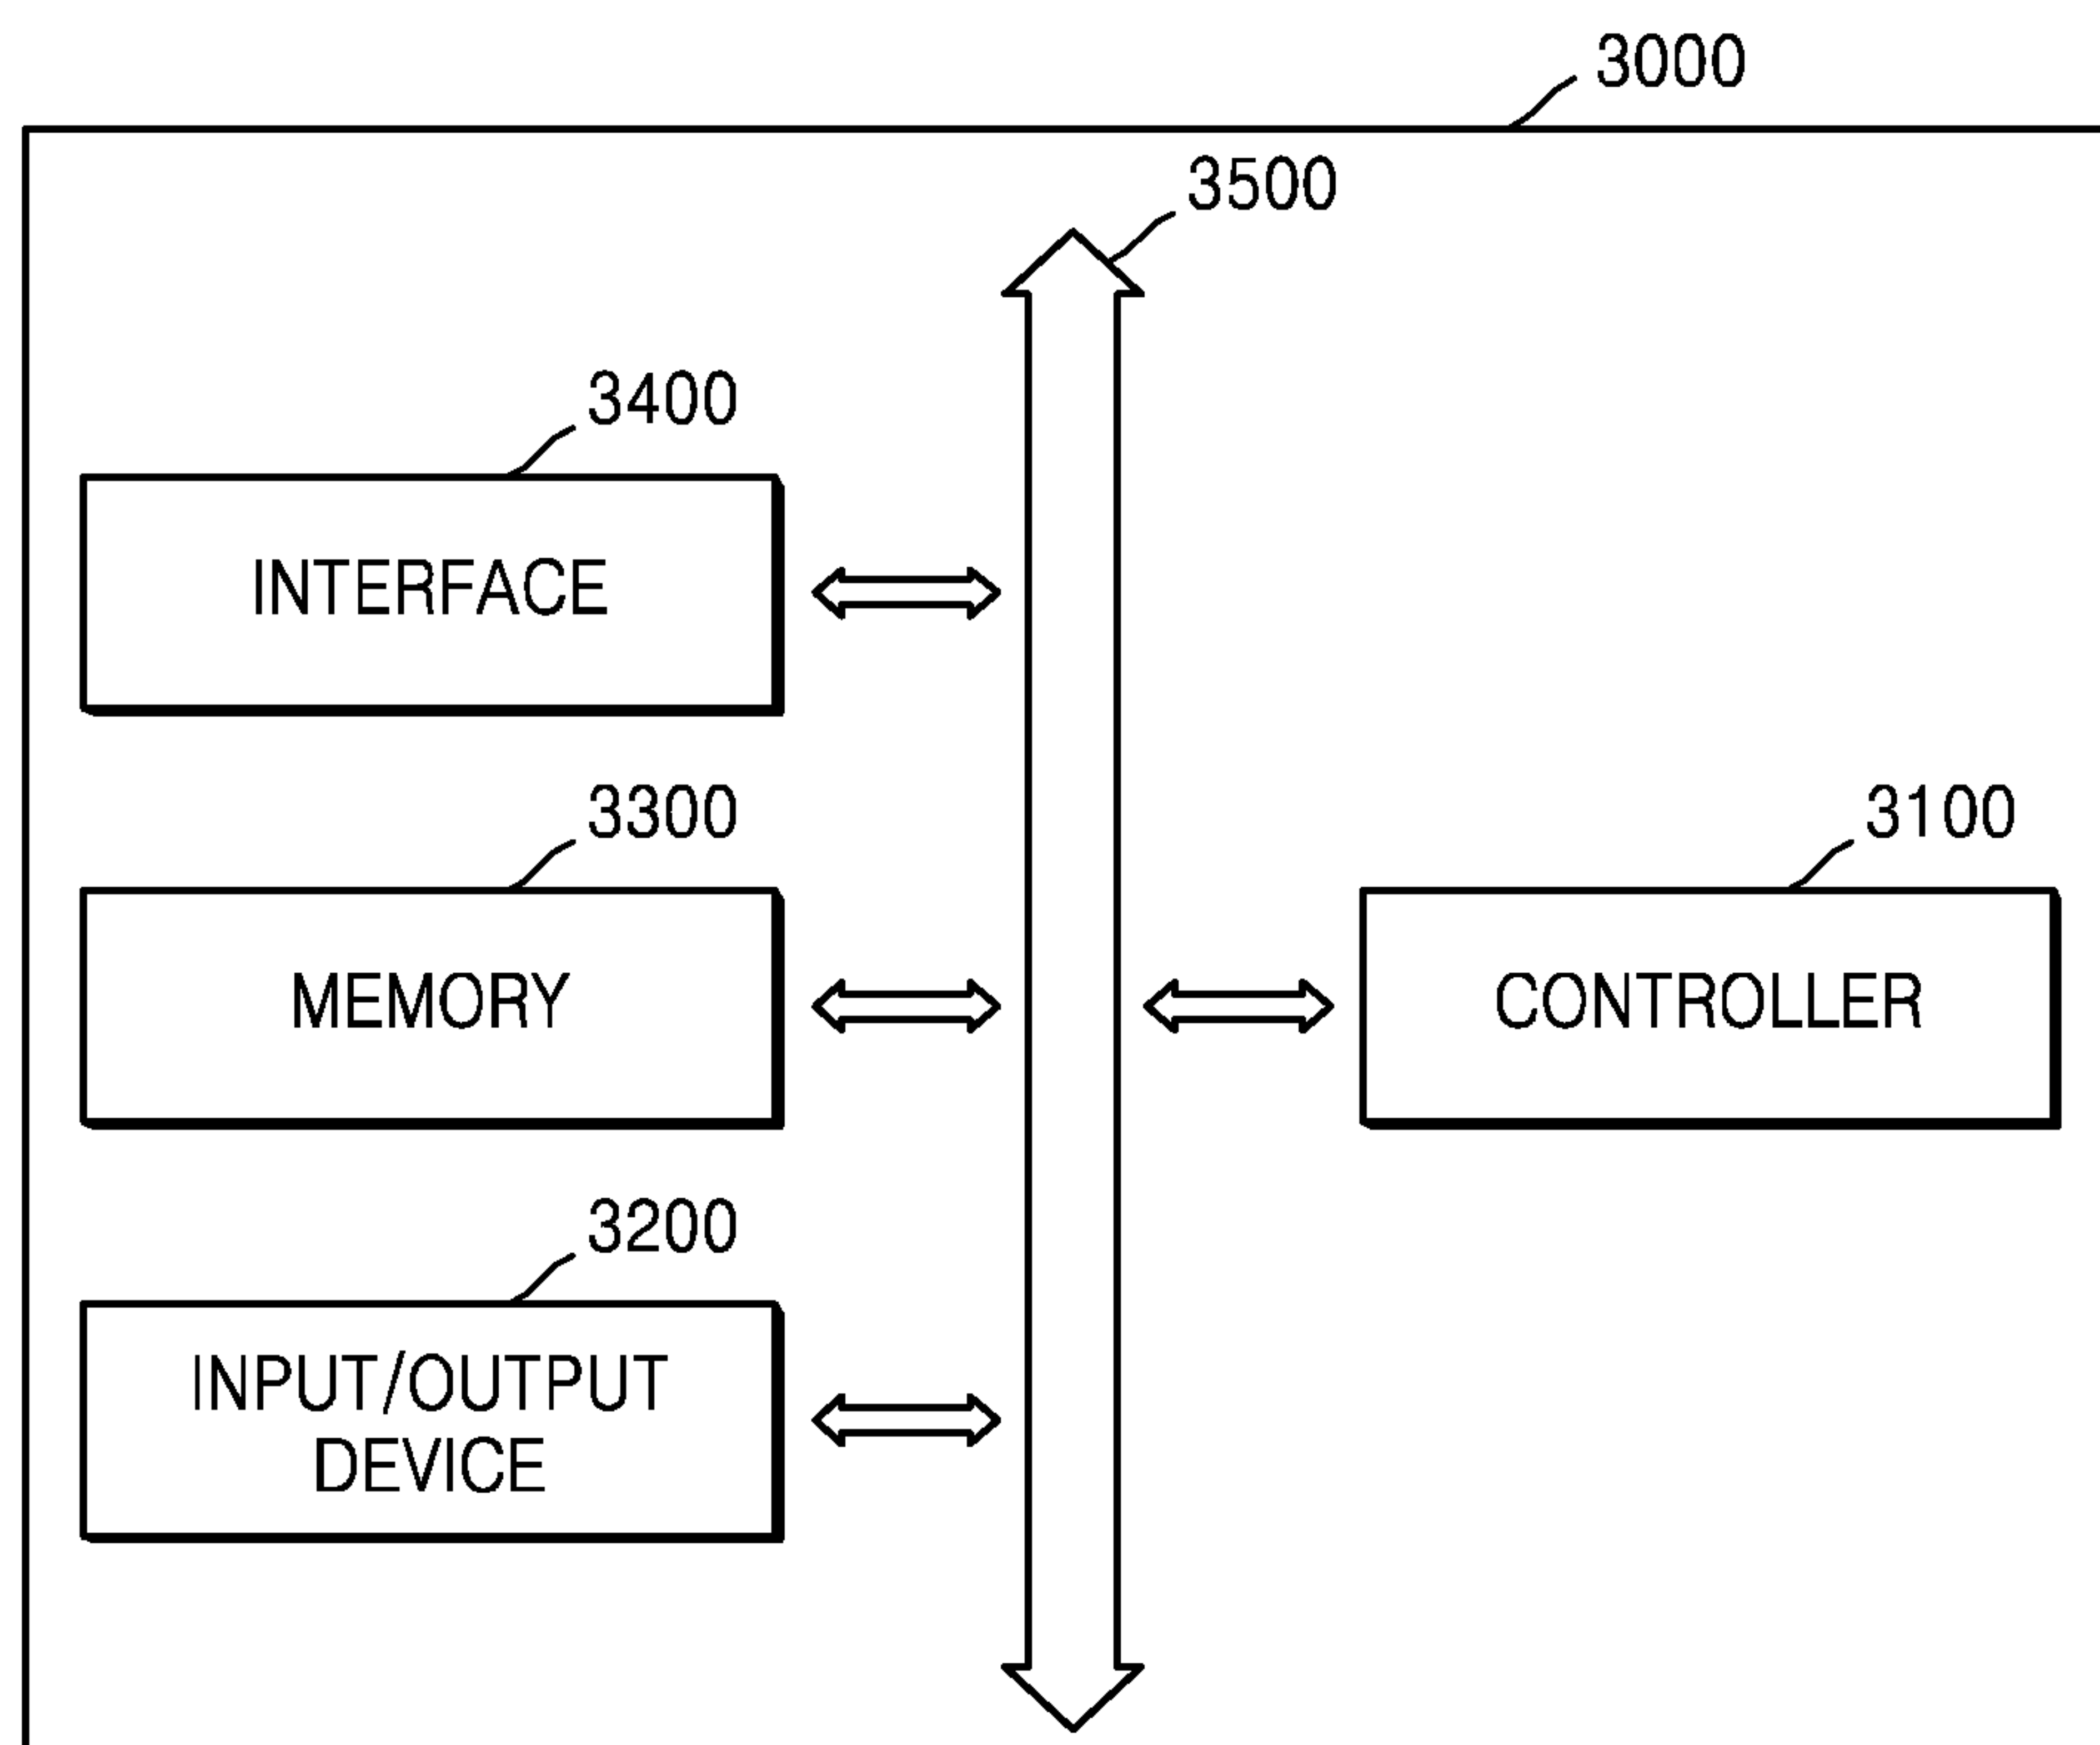 3000
3500
3400
INTERFACE
3300
MEMORY
3100
CONTROLLER
3200
INPUT/OUTPUT
DEVICE